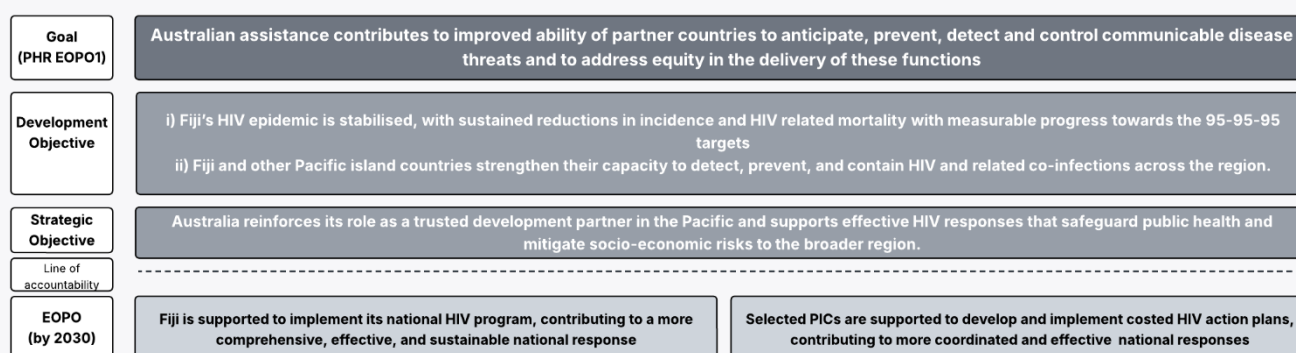 Goal
(PHR EOPO1)
Australian assistance contributes to improved ability of partner countries to anticipate, prevent, detect and control communicable disease
threats and to address equity in the delivery of these functions
Development
Objective
i) Fiji's HIV epidemic is stabilised, with sustained reductions in incidence and HIV related mortality with measurable progress towards the 95-95-95
targets
ii) Fiji and other Pacific island countries strengthen their capacity to detect, prevent, and contain HIV and related co-infections across the region.
Strategic
Objective
Australia reinforces its role as a trusted development partner in the Pacific and supports effective HIV responses that safeguard public health and
mitigate socio-economic risks to the broader region.
Line of
accountability
EOPO
(by 2030)
Fiji is supported to implement its national HIV program, contributing to a more
comprehensive, effective, and sustainable national response
Selected PICs are supported to develop and implement costed HIV action plans,
contributing to more coordinated and effective national responses